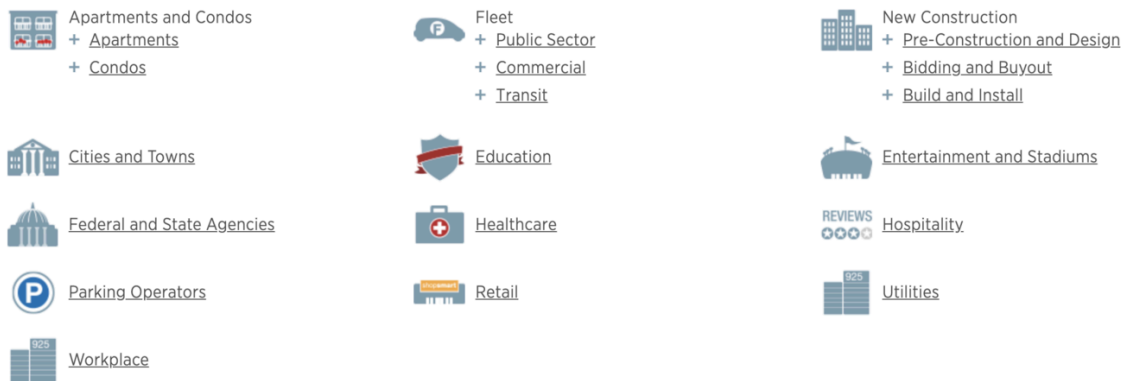 Apartments and Condos
+ Apartments
+ Condos
Fleet
F
+ Public Sector
+ Commercial
+ Transit
New Construction
+ Pre-Construction and Design
+ Bidding and Buyout
+ Build and Install
Cities and Towns
Education
Entertainment and Stadiums
Federal and State Agencies
Healthcare
REVIEWS
Hospitality
P
Parking Operators
shopsmart
Retail
925
Utilities
925
Workplace